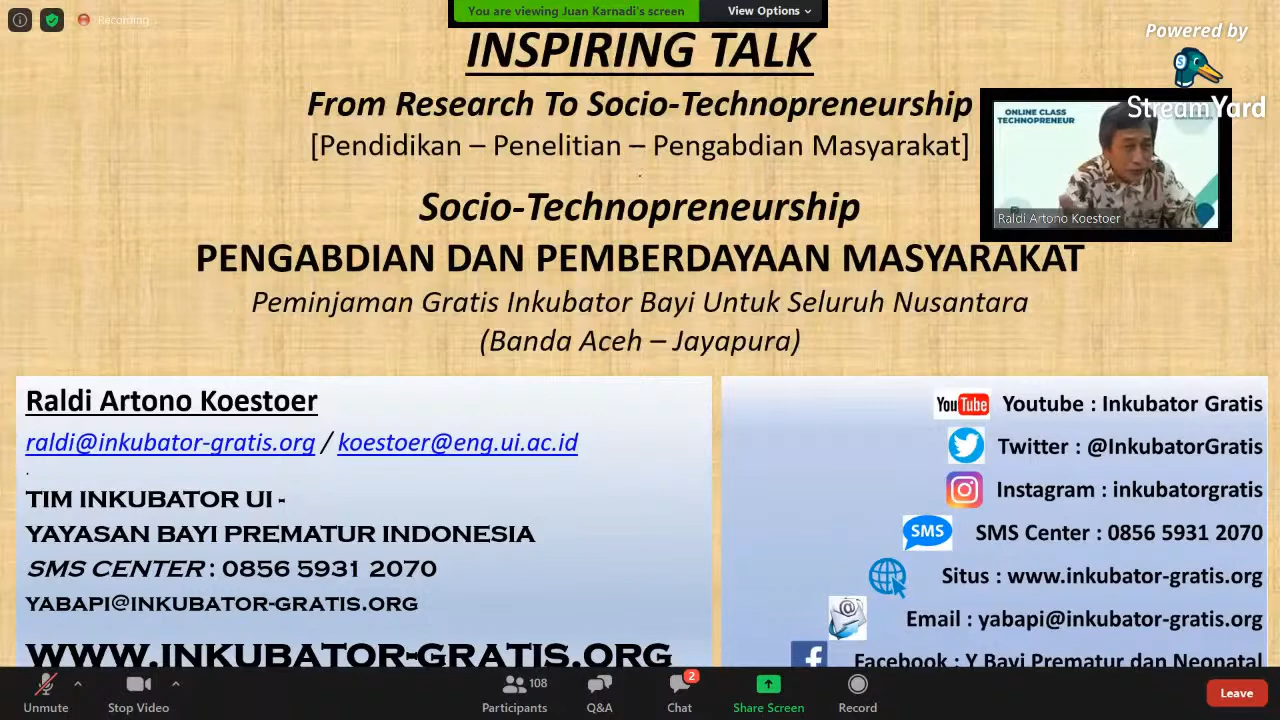 Recording...
You are viewing Juan Karnadi's screen
View Options
Powered by
StreamYard
INSPIRING TALK
From Research To Socio-Technopreneurship
[Pendidikan – Penelitian – Pengabdian Masyarakat]
ONLINE CLASS
TECHNOPRENEUR
Raldi Artono Koestoer
Socio-Technopreneurship
PENGABDIAN DAN PEMBERDAYAAN MASYARAKAT
Peminjaman Gratis Inkubator Bayi Untuk Seluruh Nusantara
(Banda Aceh – Jayapura)
Raldi Artono Koestoer
raldi@inkubator-gratis.org / koestoer@eng.ui.ac.id
TIM INKUBATOR UI -
YAYASAN BAYI PREMATUR INDONESIA
SMS CENTER : 0856 5931 2070
YABAPI@INKUBATOR-GRATIS.ORG
WWW.INKUBATOR-GRATIS.ORG
YouTube Youtube : Inkubator Gratis
Twitter : @InkubatorGratis
Instagram : inkubatorgratis
SMS SMS Center : 0856 5931 2070
Situs : www.inkubator-gratis.org
@ Email : yabapi@inkubator-gratis.org
f Facebook : Y Bayi Prematur dan Neonatal
Unmute
Stop Video
108
Participants
Q&A
2
Chat
Share Screen
Record
Leave